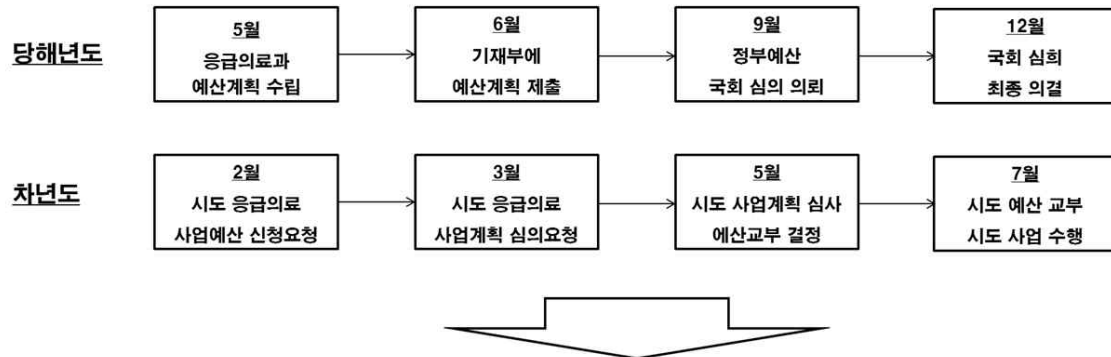 당해년도
5월
응급의료과
예산계획 수립
6월
기재부에
예산계획 제출
9월
정부예산
국회 심의 의뢰
12월
국회 심희
최종 의결
차년도
2월
시도 응급의료
사업예산 신청요청
3월
시도 응급의료
사업계획 심의요청
5월
시도 사업계획 심사
에산교부 결정
7월
시도 예산 교부
시도 사업 수행